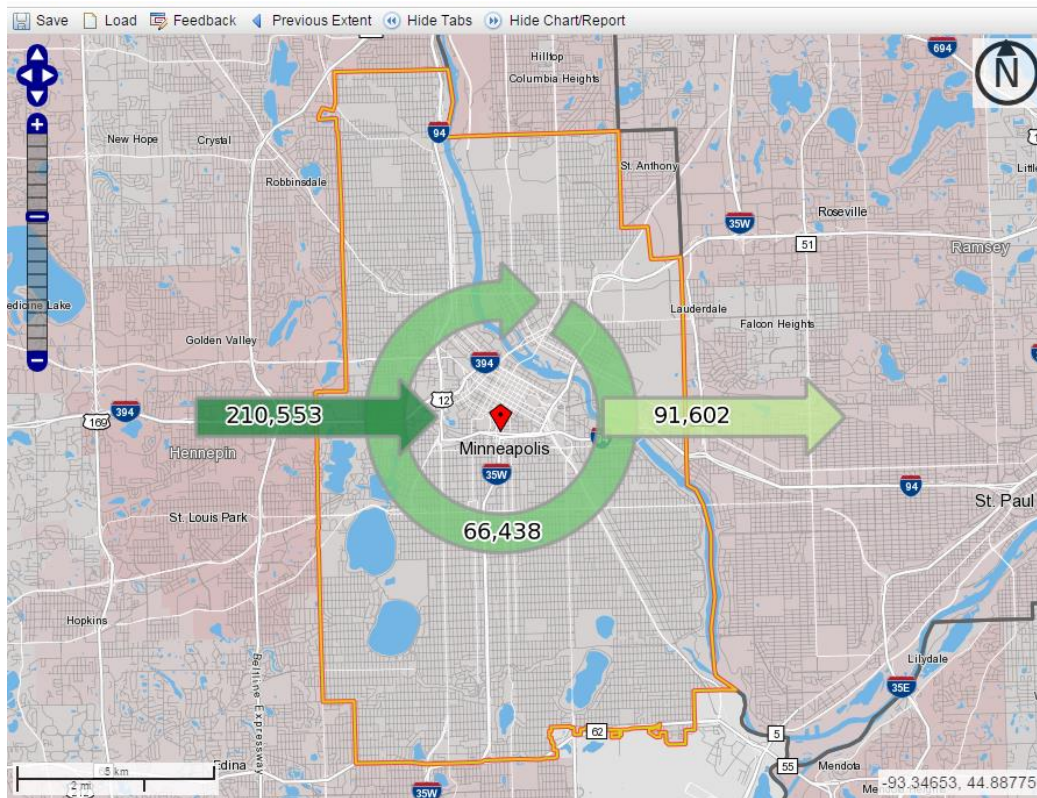 Save Load Feedback Previous Extent Hide Tabs Hide Chart/Report
694
N
Hilltop
Columbia Heights
94
New Hope
Crystal
St. Anthony
Robbinsdale
35W
Roseville
51
Ramsey
Lauderdale
Falcon Heights
Golden Valley
394
12
394
169
210,553
91,602
Minneapolis
Hennepin
35W
94
St. Paul
St. Louis Park
66,438
Hopkins
Beltline Expressway
Lilydale
35E
62
5
55
Edina
Mendota
5 km
2 mi
35W
-93.34653, 44.88775